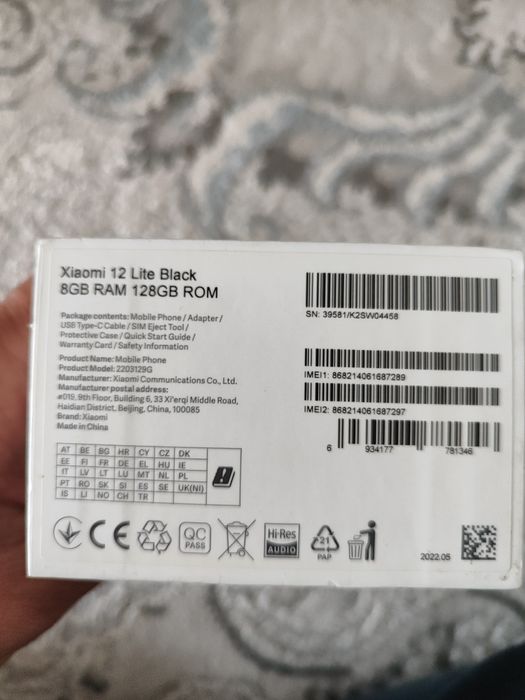 Xiaomi 12 Lite Black
8GB RAM 128GB ROM
Package contents: Mobile Phone / Adapter /
USB Type-C Cable / SIM Eject Tool /
Protective Case / Quick Start Guide /
Warranty Card / Safety Information
Product Name: Mobile Phone
Product Model: 2203129G
Manufacturer: Xiaomi Communications Co., Ltd.
Manufacturer postal address:
#019, 9th Floor, Building 6, 33 Xi'erqi Middle Road,
Haidian District, Beijing, China, 100085
Brand: Xiaomi
Made in China
SN: 39581/K2SW04458
IMEI1: 868214061687289
IMEI2: 868214061687297
6 934177 781346
AT BE BG HR CY CZ DK
EE FI FR DE EL HU IE
IT LV LT LU MT NL PL
PT RO SK SI ES SE UK(NI)
IS LI NO CH TR
CE
QC
PASS
Hi-Res
AUDIO
21
PAP
2022.05